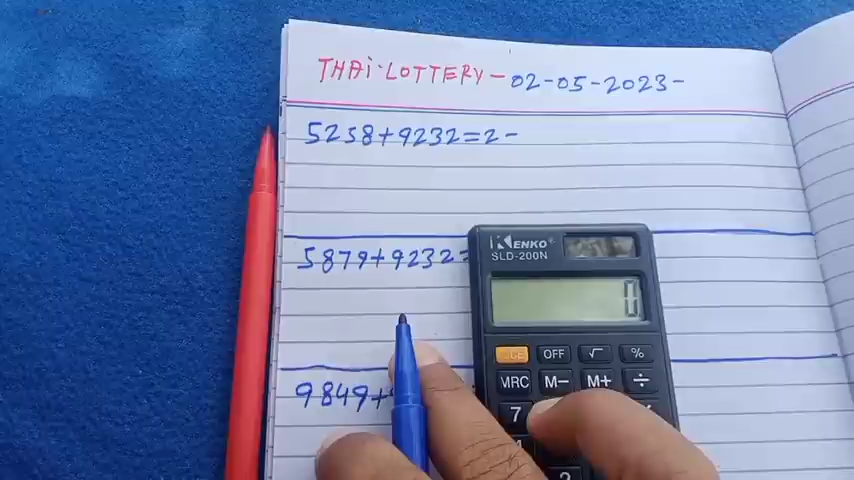 THAi·LOTTERY-02-05-2023-
5258+9232=2-
5879+9232=
KENKO
SLD-200N
0
OFF √ %
MRC M- M+ ÷
7
9849+